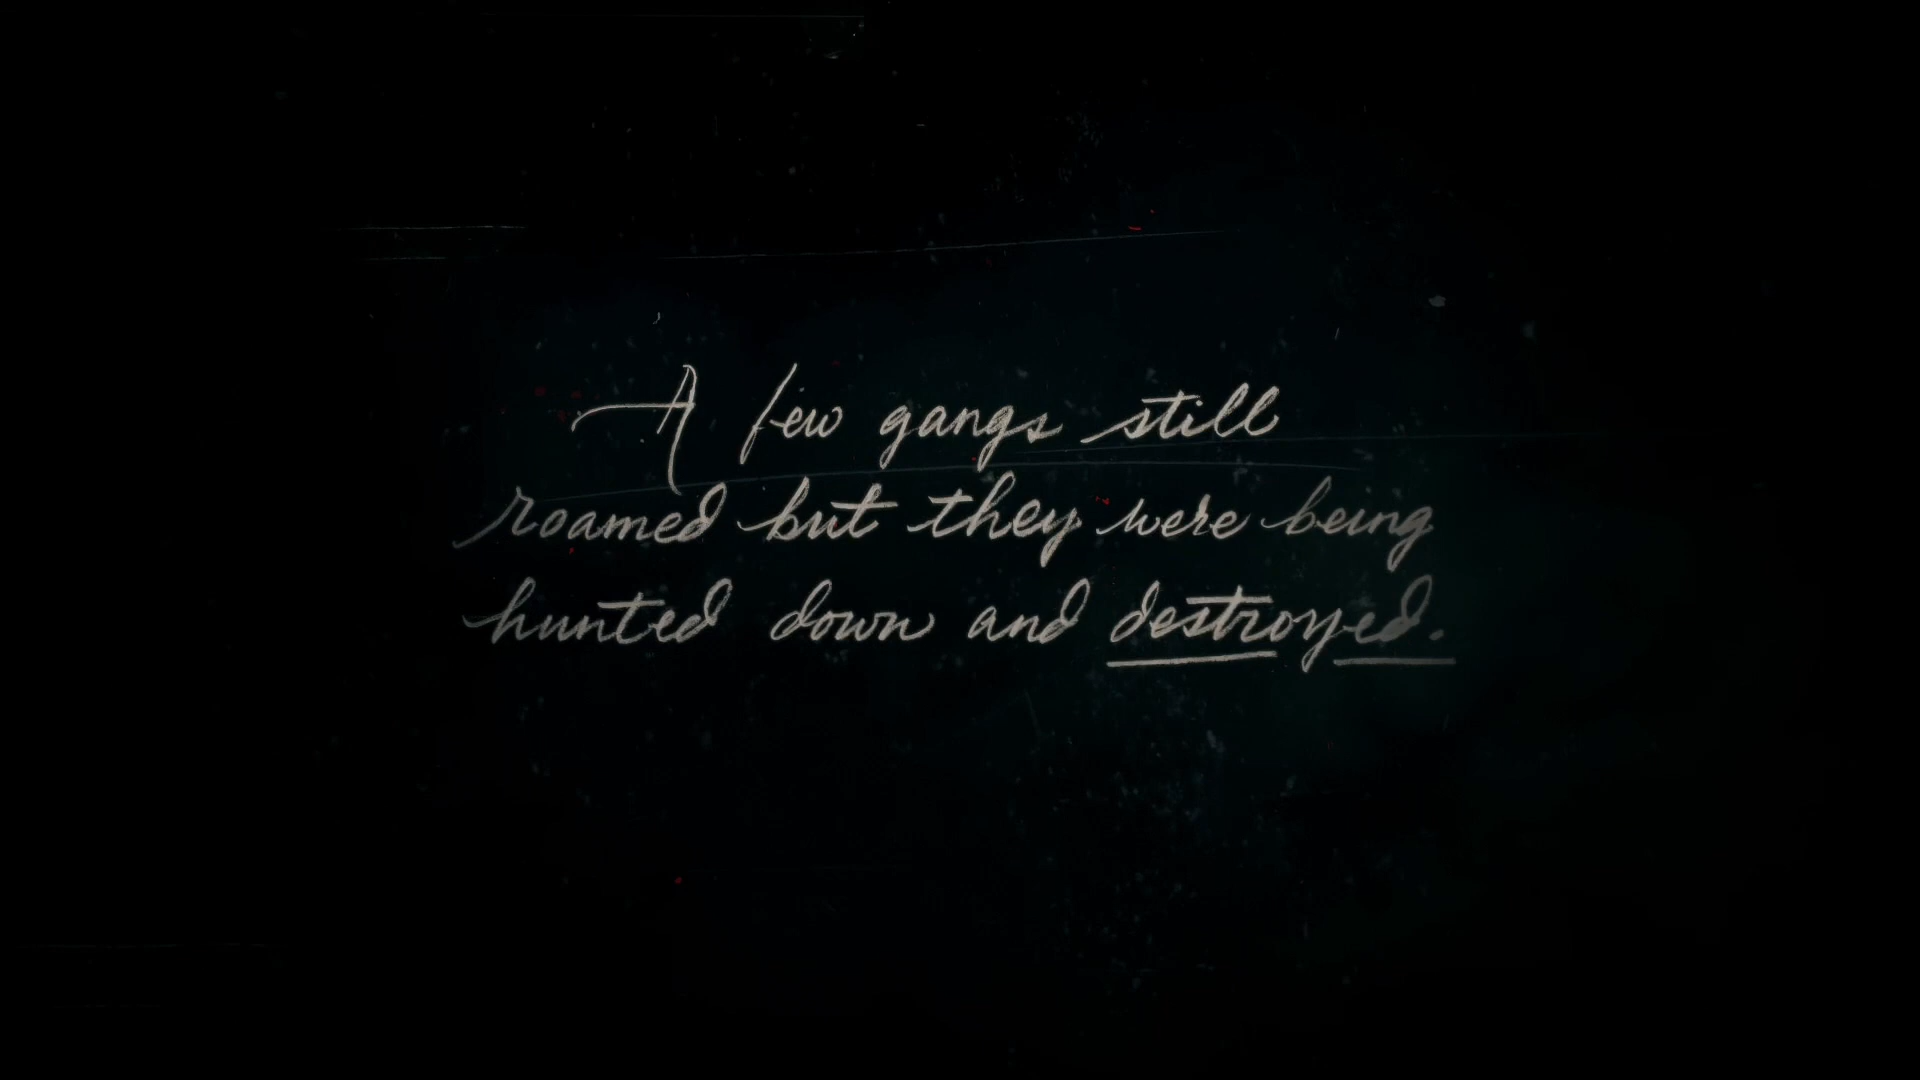 A few gangs still
roamed but they were being
hunted down and destroyed.